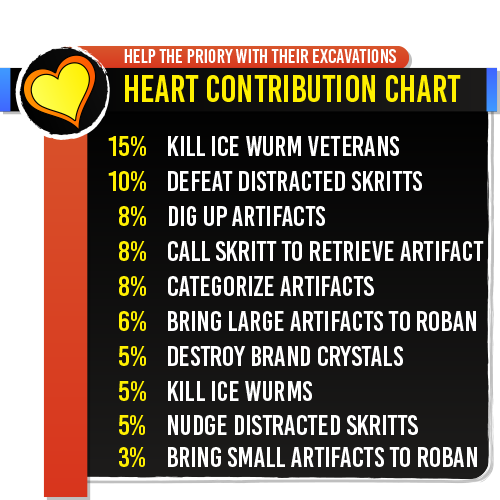 HELP THE PRIORY WITH THEIR EXCAVATIONS
HEART CONTRIBUTION CHART
15% KILL ICE WURM VETERANS
10% DEFEAT DISTRACTED SKRITTS
8% DIG UP ARTIFACTS
8% CALL SKRITT TO RETRIEVE ARTIFACT
8% CATEGORIZE ARTIFACTS
6% BRING LARGE ARTIFACTS TO ROBAN
5% DESTROY BRAND CRYSTALS
5% KILL ICE WURMS
5% NUDGE DISTRACTED SKRITTS
3% BRING SMALL ARTIFACTS TO ROBAN